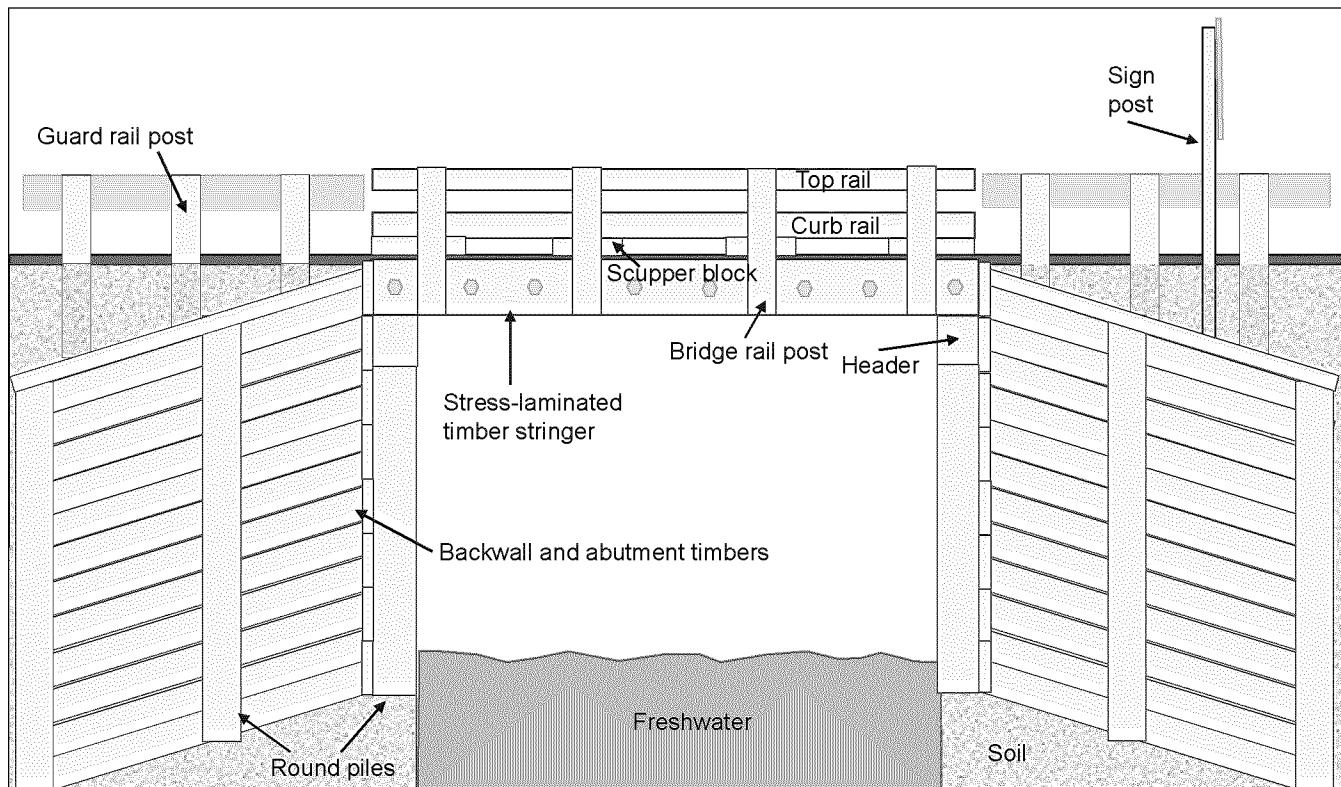 Sign
post
Guard rail post
Top rail
Curb rail
Scupper block
Bridge rail post
Header
Stress-laminated
timber stringer
Backwall and abutment timbers
Freshwater
Round piles
Soil